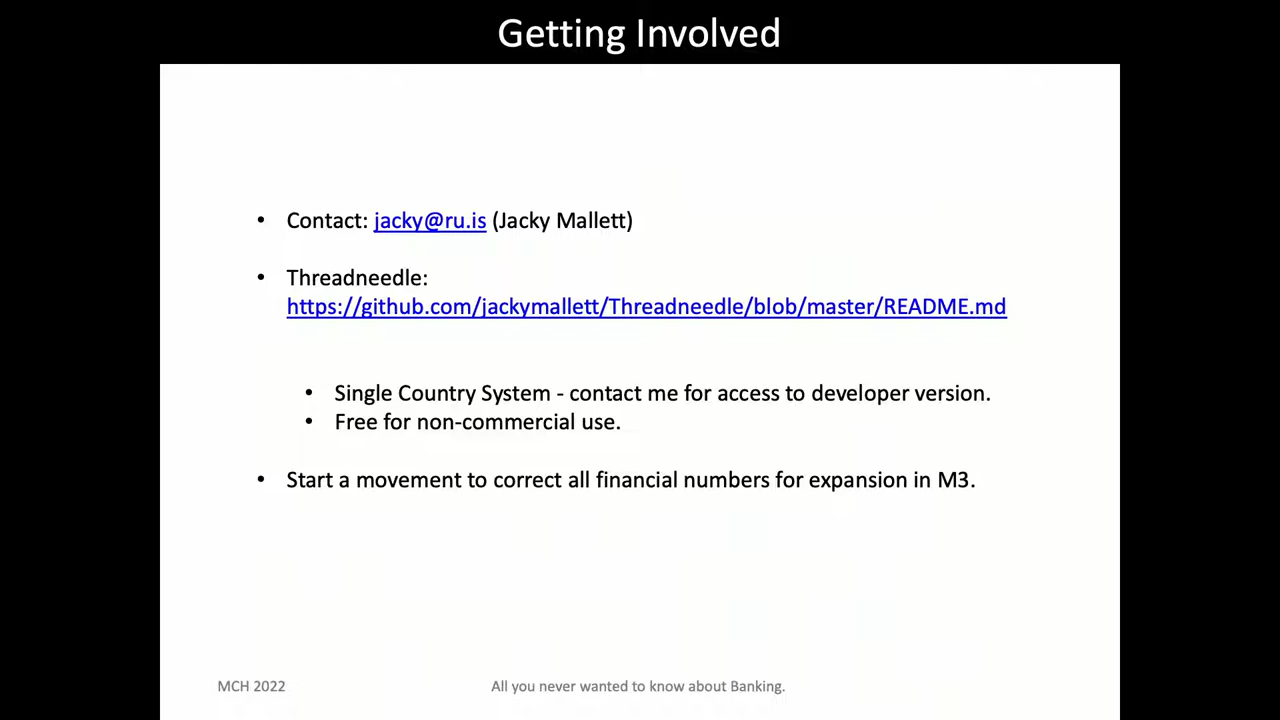 Getting Involved
• Contact: jacky@ru.is (Jacky Mallett)
• Threadneedle:
https://github.com/jackymallett/Threadneedle/blob/master/README.md
• Single Country System - contact me for access to developer version.
• Free for non-commercial use.
• Start a movement to correct all financial numbers for expansion in M3.
MCH 2022 All you never wanted to know about Banking.